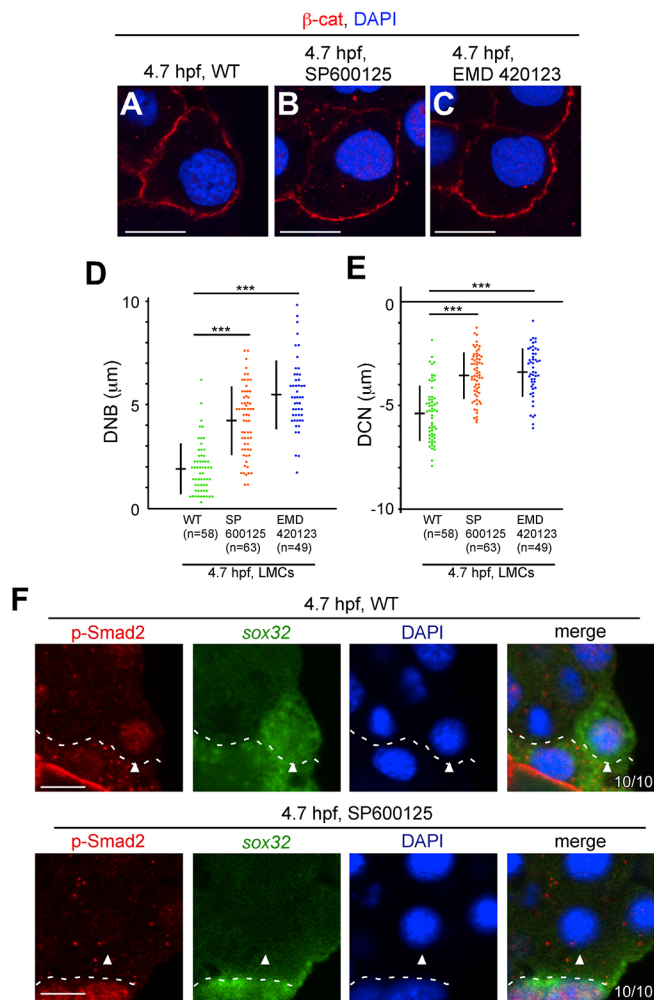 β-cat, DAPI
4.7 hpf, WT
4.7 hpf,
SP600125
4.7 hpf,
EMD 420123
A
B
C
D
E
***
***
10
5
0
DNB (μm)
WT
(n=58)
SP
600125
(n=63)
EMD
420123
(n=49)
4.7 hpf, LMCs
***
***
0
-5
-10
DCN (μm)
WT
(n=58)
SP
600125
(n=63)
EMD
420123
(n=49)
4.7 hpf, LMCs
F
4.7 hpf, WT
p-Smad2
sox32
DAPI
merge
10/10
4.7 hpf, SP600125
p-Smad2
sox32
DAPI
merge
10/10